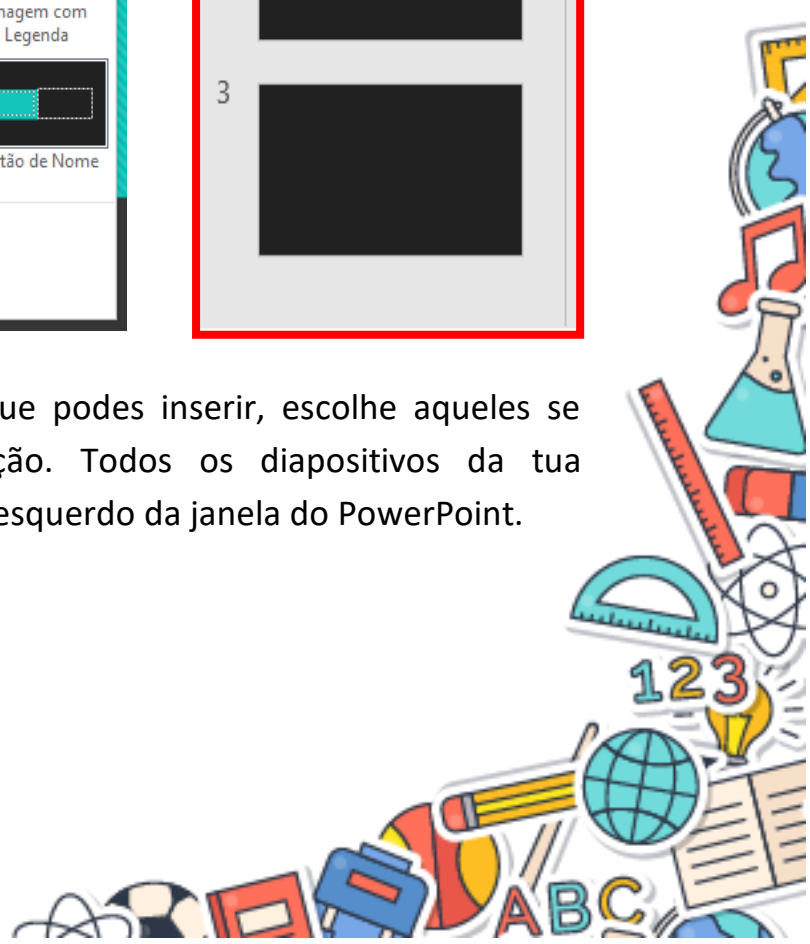 nagem com
Legenda
tão de Nome
3
ue podes inserir, escolhe aqueles se
ção. Todos os diapositivos da tua
esquerdo da janela do PowerPoint.
123
ABC